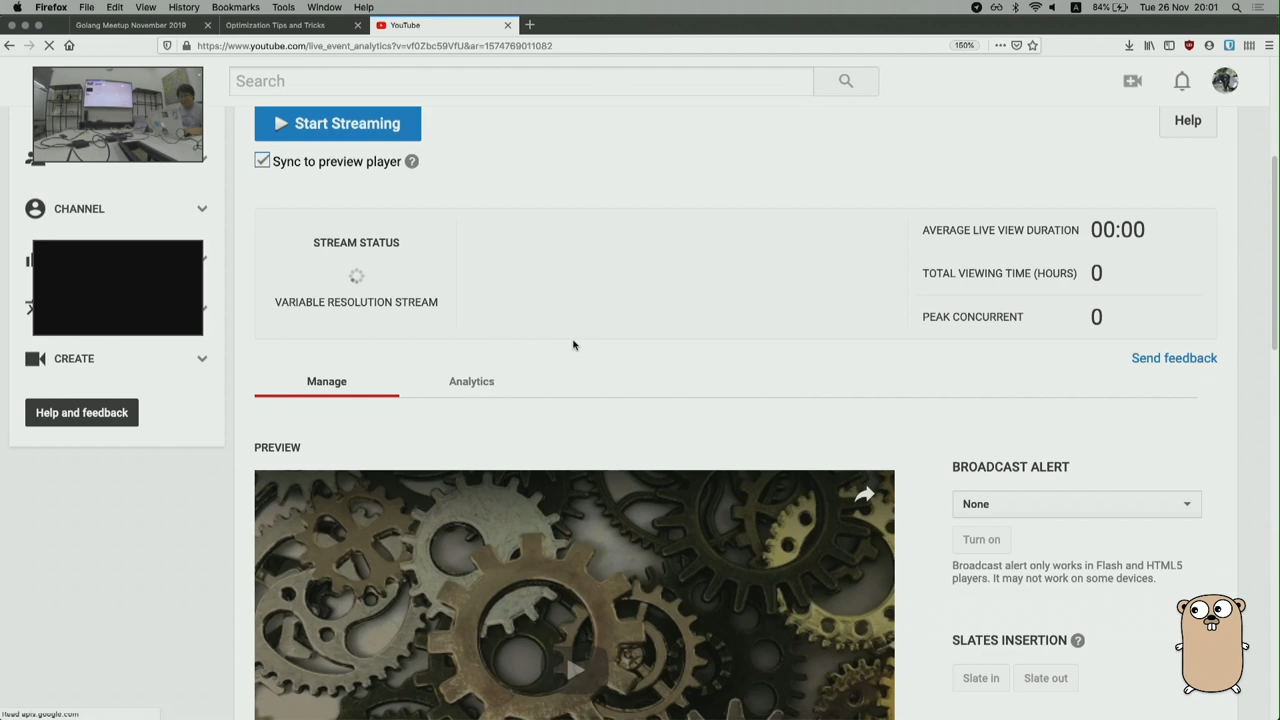 Firefox File Edit View History Bookmarks Tools Window Help 84% Tue 26 Nov 20:01
Golang Meetup November 2019 Optimization Tips and Tricks YouTube
https://www.youtube.com/live_event_analytics?v=vf0Zbc59VfU&ar=1574769011082 150%
Search
Start Streaming
Help
Sync to preview player ?
CHANNEL
STREAM STATUS
VARIABLE RESOLUTION STREAM
AVERAGE LIVE VIEW DURATION 00:00
TOTAL VIEWING TIME (HOURS) 0
PEAK CONCURRENT 0
CREATE
Send feedback
Help and feedback
Manage Analytics
PREVIEW
BROADCAST ALERT
None
Turn on
Broadcast alert only works in Flash and HTML5
players. It may not work on some devices.
SLATES INSERTION ?
Slate in Slate out
Read apis.google.com